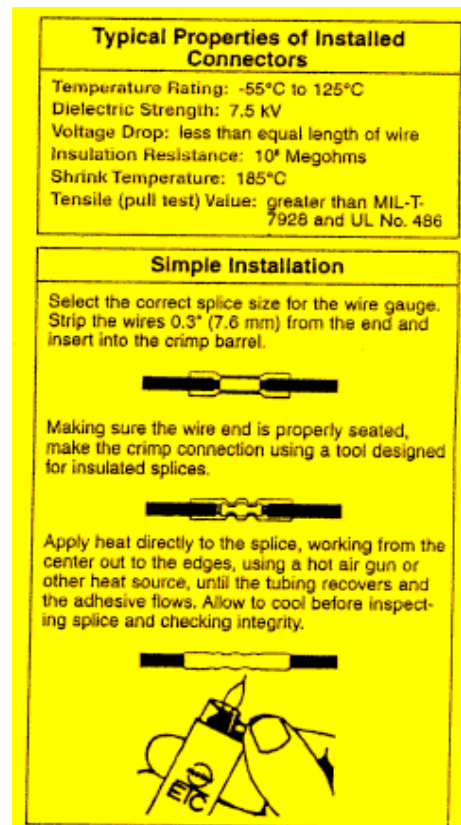 Typical Properties of Installed
Connectors
Temperature Rating: -55°C to 125°C
Dielectric Strength: 7.5 kV
Voltage Drop: less than equal length of wire
Insulation Resistance: 10⁸ Megohms
Shrink Temperature: 185°C
Tensile (pull test) Value: greater than MIL-T-
7928 and UL No. 486
Simple Installation
Select the correct splice size for the wire gauge.
Strip the wires 0.3" (7.6 mm) from the end and
insert into the crimp barrel.
Making sure the wire end is properly seated,
make the crimp connection using a tool designed
for insulated splices.
Apply heat directly to the splice, working from the
center out to the edges, using a hot air gun or
other heat source, until the tubing recovers and
the adhesive flows. Allow to cool before inspect-
ing splice and checking integrity.
ETC